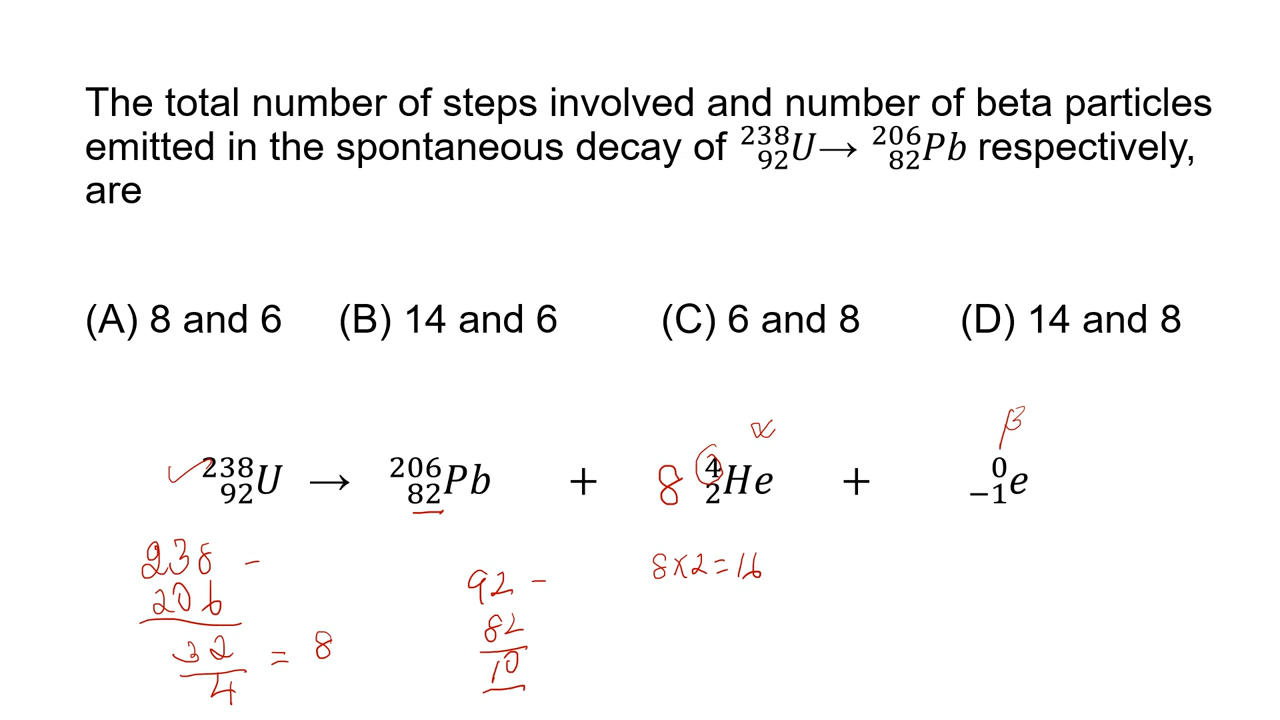 The total number of steps involved and number of beta particles
emitted in the spontaneous decay of ²³⁸₉₂U→ ²⁰⁶₈₂Pb respectively,
are
(A) 8 and 6 (B) 14 and 6 (C) 6 and 8 (D) 14 and 8
α β
²³⁸₉₂U → ²⁰⁶₈₂Pb + 8 ⁴₂He + ⁰₋₁e
238 -
206
32
4
= 8
92 -
82
10
8×2=16